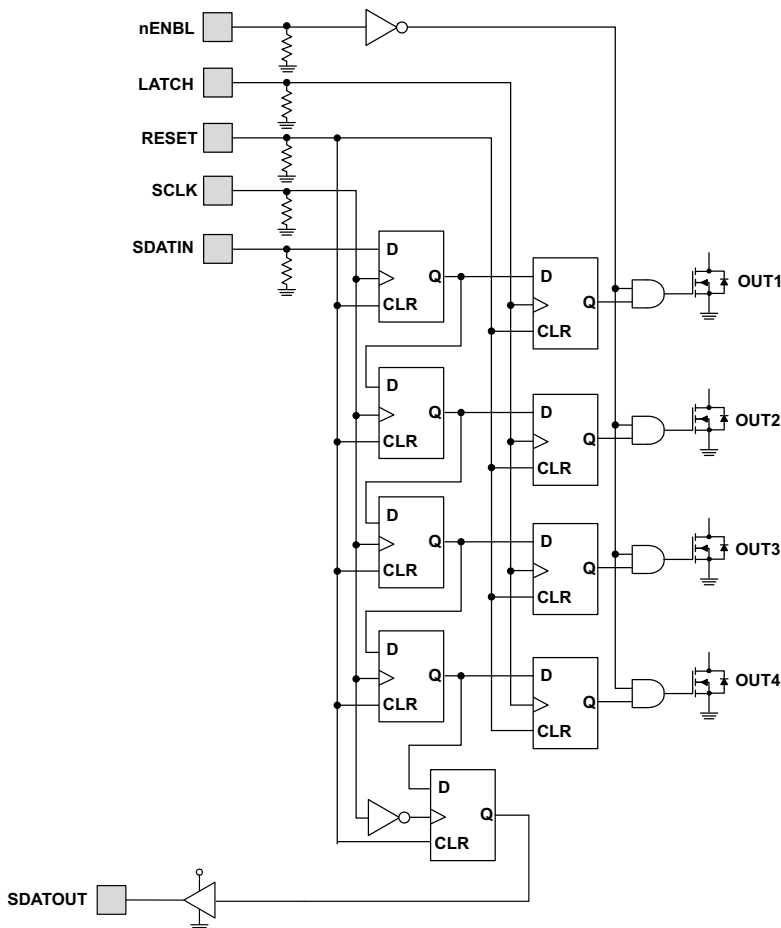 nENBL
LATCH
RESET
SCLK
SDATIN
D
Q
CLR
D
Q
CLR
OUT1
D
Q
CLR
D
Q
CLR
OUT2
D
Q
CLR
D
Q
CLR
OUT3
D
Q
CLR
D
Q
CLR
OUT4
D
Q
CLR
SDATOUT